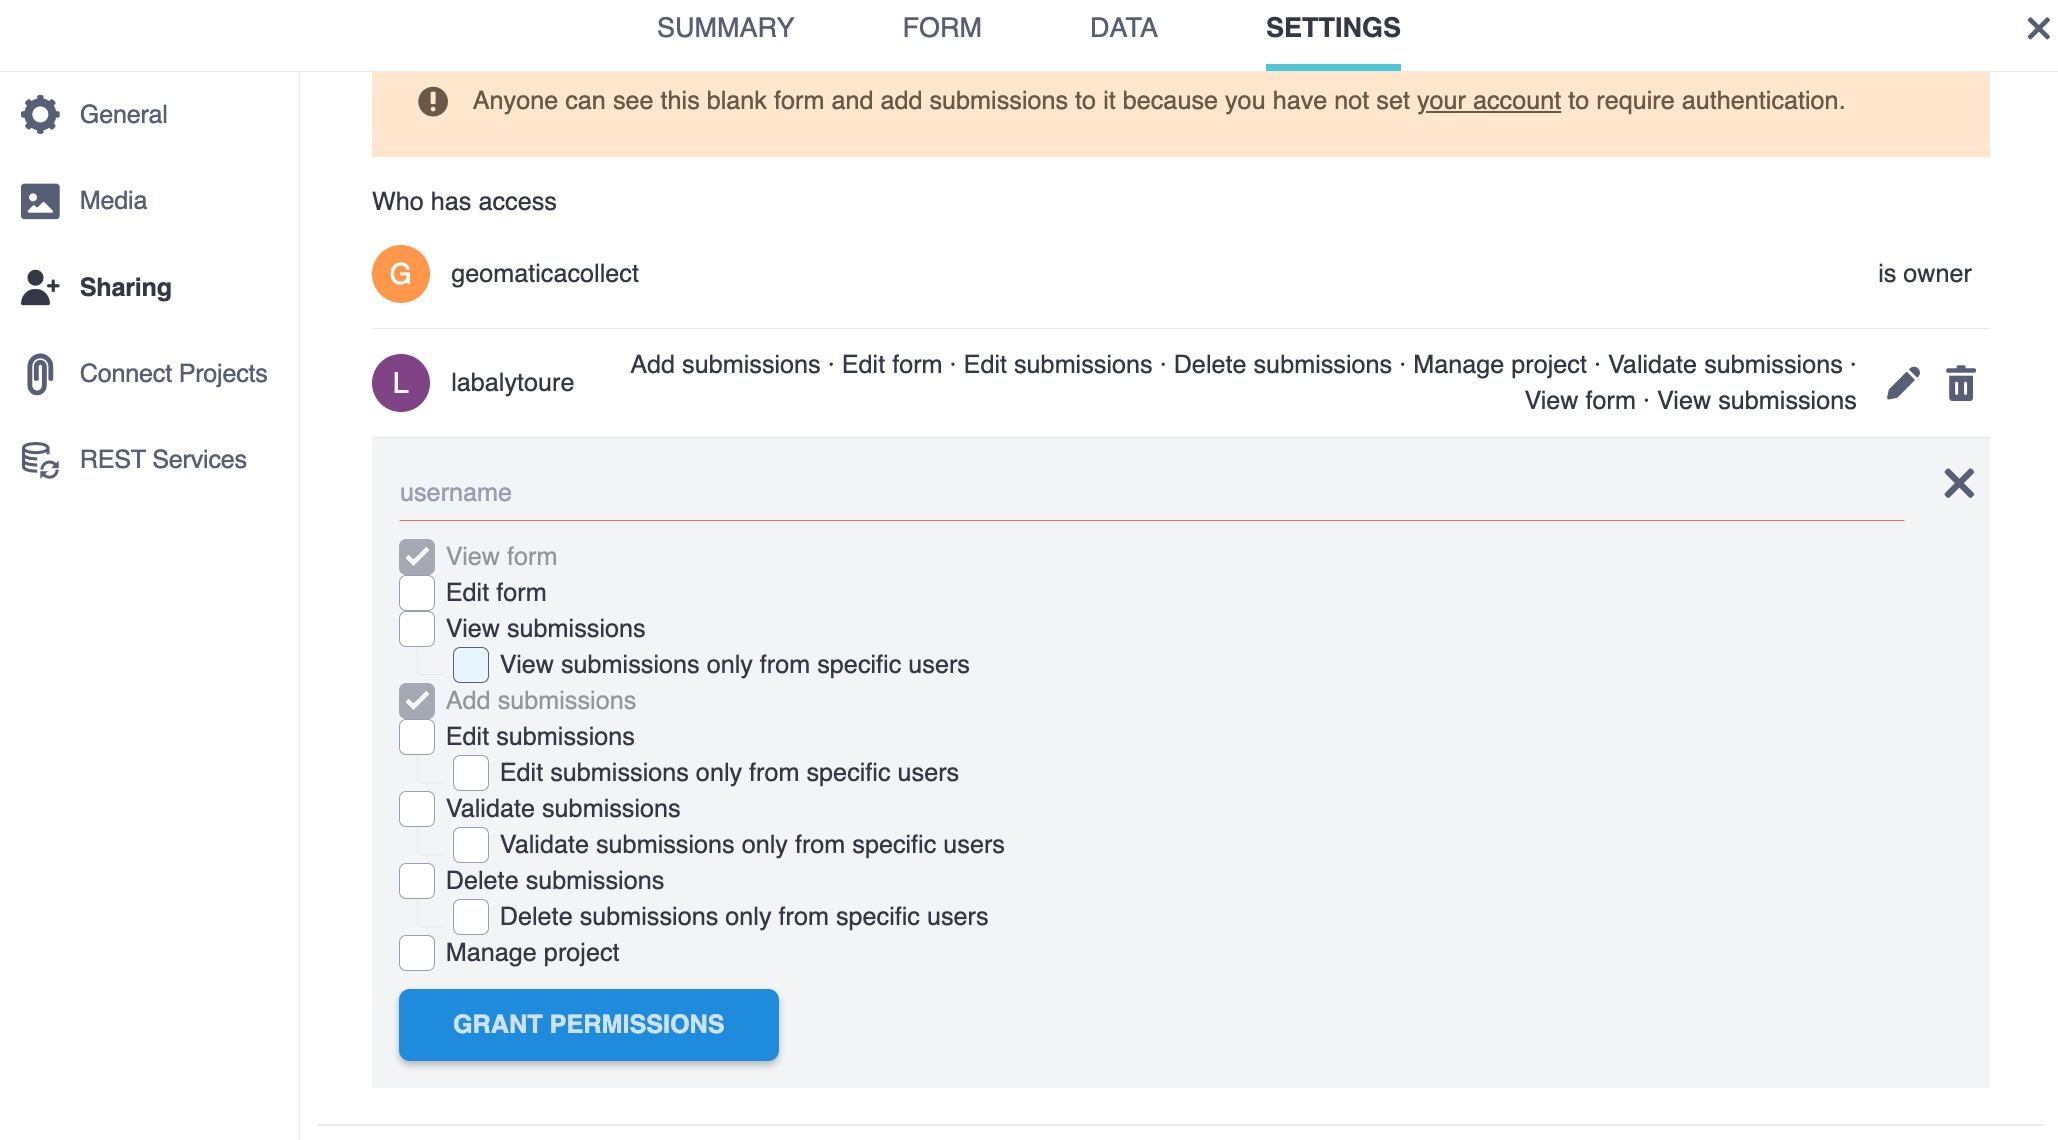 SUMMARY FORM DATA SETTINGS
General
Media
Sharing
Connect Projects
REST Services
Anyone can see this blank form and add submissions to it because you have not set your account to require authentication.
Who has access
G geomaticacollect is owner
L labalytoure Add submissions · Edit form · Edit submissions · Delete submissions · Manage project · Validate submissions ·
View form · View submissions
username
View form
Edit form
View submissions
View submissions only from specific users
Add submissions
Edit submissions
Edit submissions only from specific users
Validate submissions
Validate submissions only from specific users
Delete submissions
Delete submissions only from specific users
Manage project
GRANT PERMISSIONS